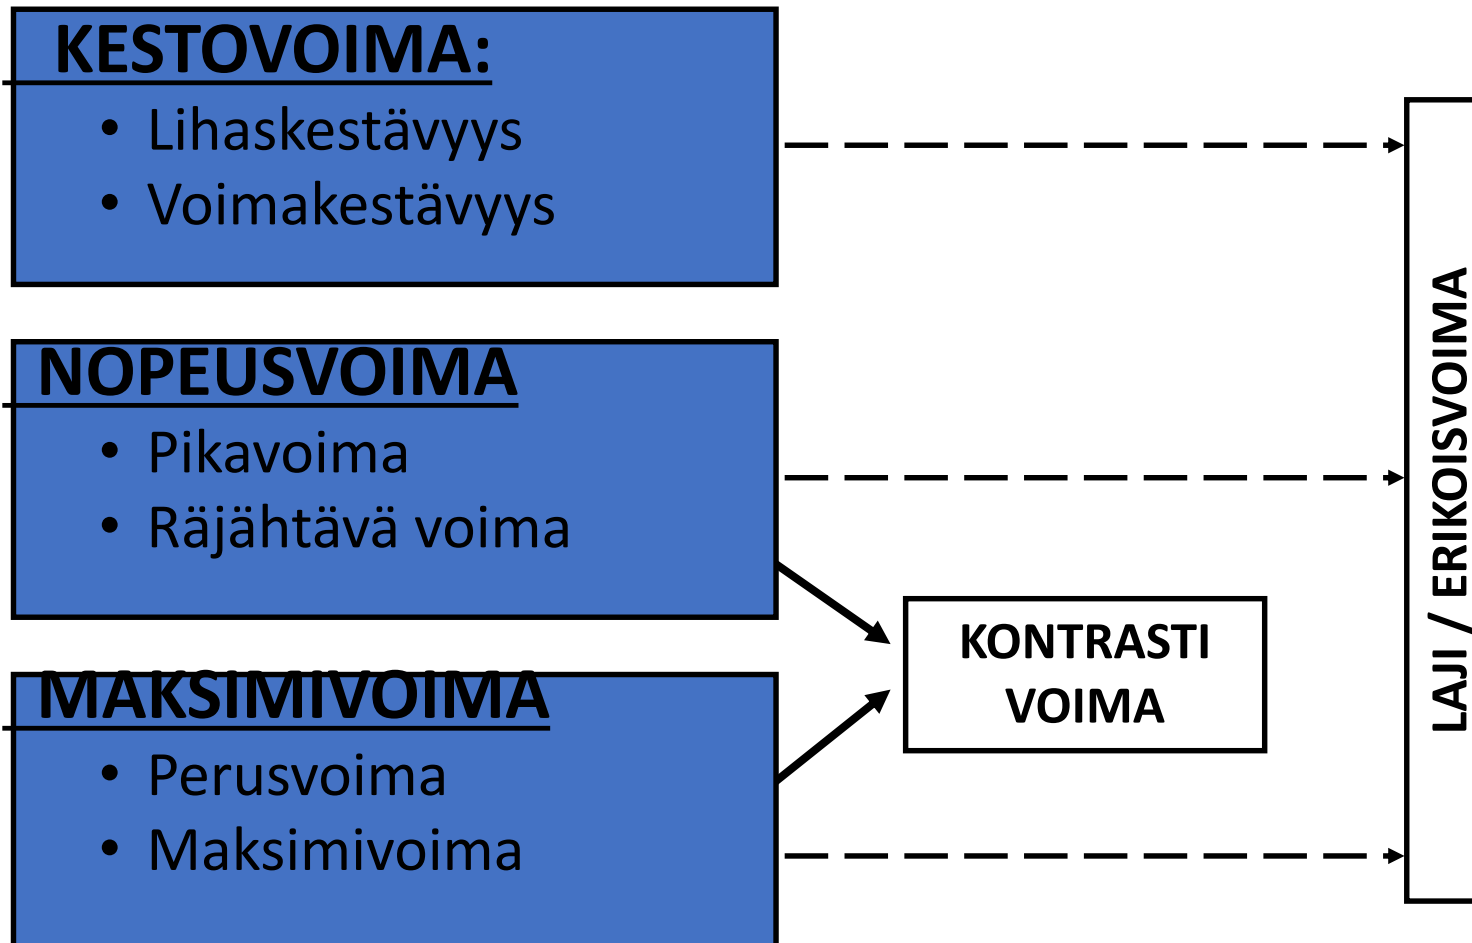 KESTOVOIMA:
• Lihaskestävyys
• Voimakestävyys
NOPEUSVOIMA
• Pikavoima
• Räjähtävä voima
MAKSIMIVOIMA
• Perusvoima
• Maksimivoima
KONTRASTI
VOIMA
LAJI / ERIKOISVOIMA